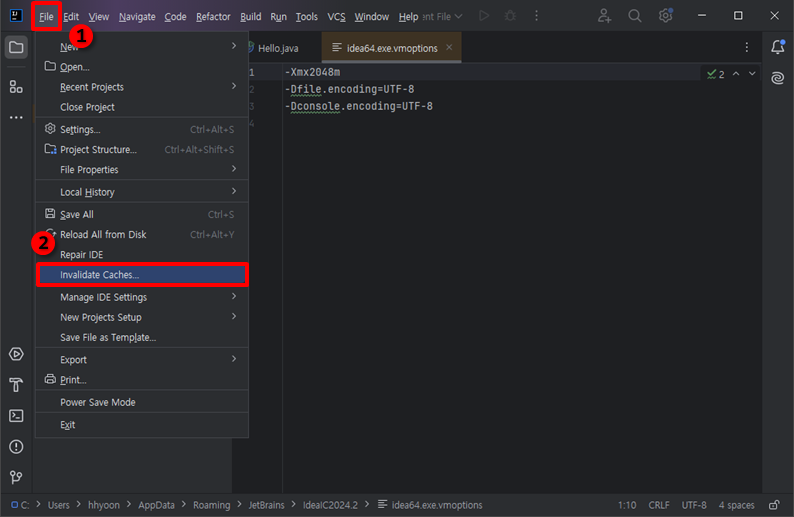 File Edit View Navigate Code Refactor Build Run Tools VCS Window Help ent File
1
Hello.java idea64.exe.vmoptions
New
Open...
Recent Projects
Close Project
Settings... Ctrl+Alt+S
Project Structure... Ctrl+Alt+Shift+S
File Properties
Local History
Save All Ctrl+S
Reload All from Disk Ctrl+Alt+Y
2
Repair IDE
Invalidate Caches...
Manage IDE Settings
New Projects Setup
Save File as Template...
Export
Print...
Power Save Mode
Exit
1 -Xmx2048m
2 -Dfile.encoding=UTF-8
3 -Dconsole.encoding=UTF-8
4
2
C: > Users > hhyoon > AppData > Roaming > JetBrains > IdeaIC2024.2 > idea64.exe.vmoptions 1:10 CRLF UTF-8 4 spaces